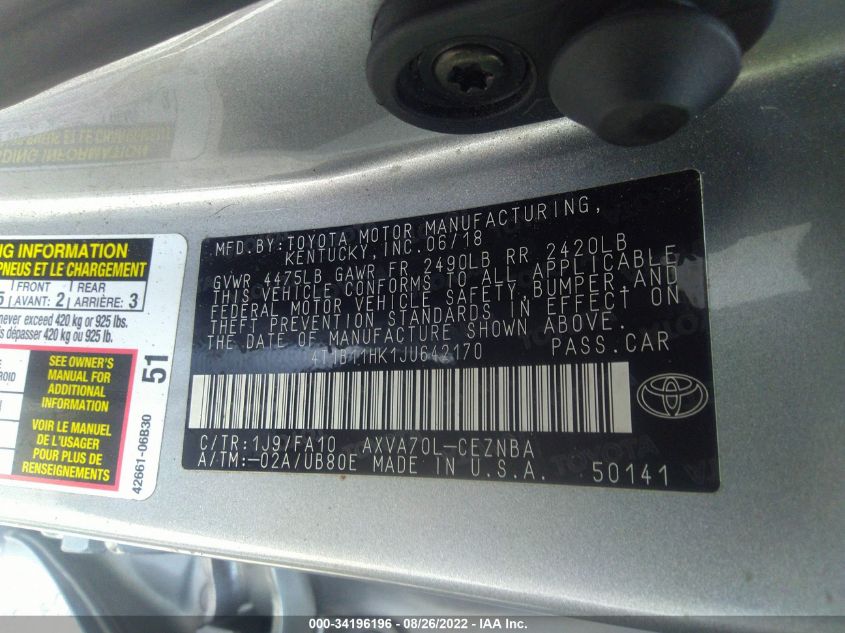 MFD.BY:TOYOTA MOTOR MANUFACTURING,
KENTUCKY,INC.06/18
GVWR 4475LB GAWR FR 2490LB RR 2420LB
THIS VEHICLE CONFORMS TO ALL APPLICABLE
FEDERAL MOTOR VEHICLE SAFETY,BUMPER,AND
THEFT PREVENTION STANDARDS IN EFFECT ON
THE DATE OF MANUFACTURE SHOWN ABOVE.
4T1B11HK1JU642170 PASS.CAR
C/TR:1J9/FA10 AXVA70L-CEZNBA
A/TM:-02A/UB80E MADE IN U.S.A. 50141
TOYOTA
ING INFORMATION
PNEUS ET LE CHARGEMENT
FRONT REAR
AVANT: 2 ARRIÈRE: 3
never exceed 420 kg or 925 lbs.
dépasser 420 kg ou 925 lb.
SEE OWNER'S
MANUAL FOR
ADDITIONAL
INFORMATION
VOIR LE MANUEL
DE L'USAGER
POUR PLUS DE
RENSEIGNEMENTS
51
42661-06B30
000-34196196 - 08/26/2022 - IAA Inc.